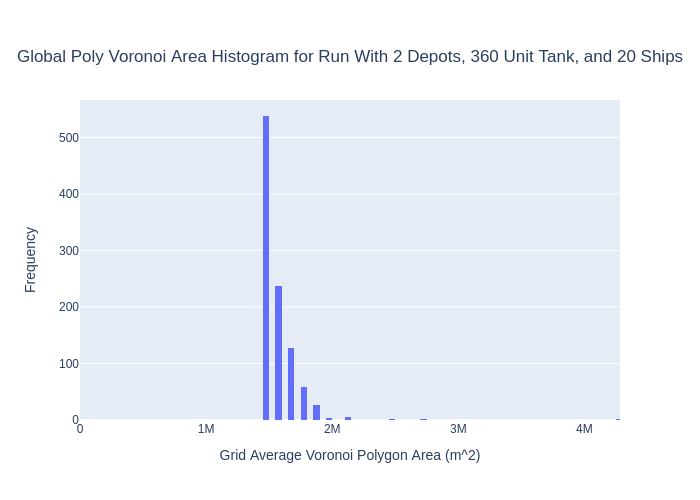 Global Poly Voronoi Area Histogram for Run With 2 Depots, 360 Unit Tank, and 20 Ships
500
400
300
200
100
0
0 1M 2M 3M 4M
Frequency
Grid Average Voronoi Polygon Area (m^2)